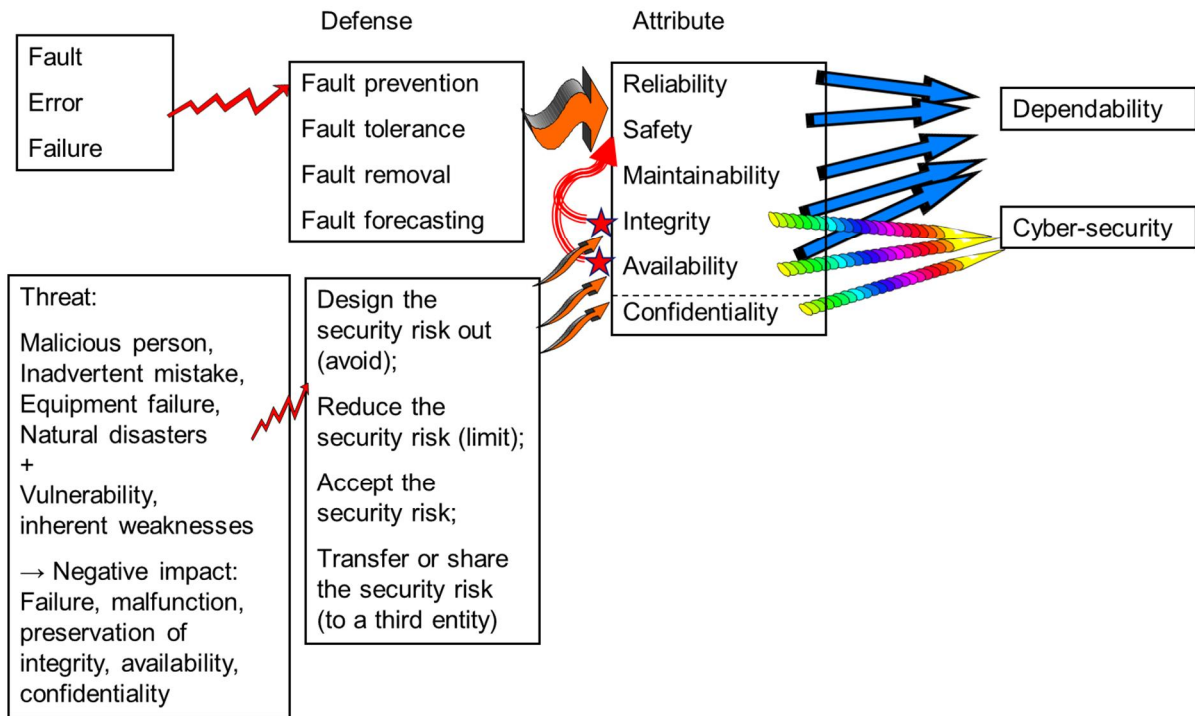 Defense
Attribute
Fault
Error
Failure
Fault prevention
Fault tolerance
Fault removal
Fault forecasting
Reliability
Safety
Maintainability
Integrity
Availability
Confidentiality
Dependability
Cyber-security
Threat:
Malicious person,
Inadvertent mistake,
Equipment failure,
Natural disasters
+
Vulnerability,
inherent weaknesses
→ Negative impact:
Failure, malfunction,
preservation of
integrity, availability,
confidentiality
Design the
security risk out
(avoid);
Reduce the
security risk (limit);
Accept the
security risk;
Transfer or share
the security risk
(to a third entity)